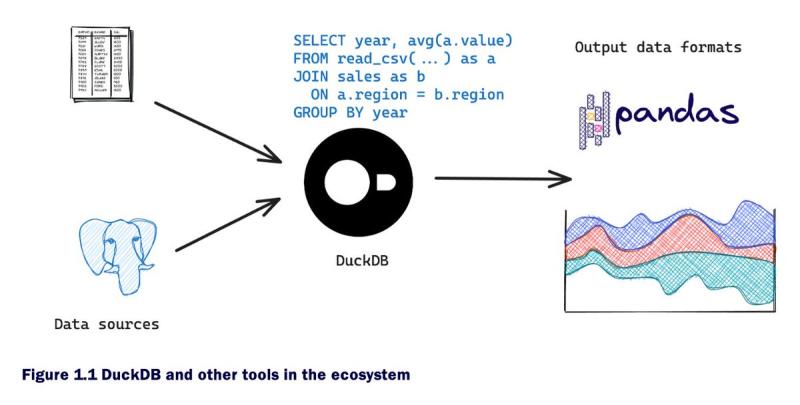 SELECT year, avg(a.value)
FROM read_csv(...) as a
JOIN sales as b
  ON a.region = b.region
GROUP BY year
Output data formats
pandas
DuckDB
Data sources
Figure 1.1 DuckDB and other tools in the ecosystem